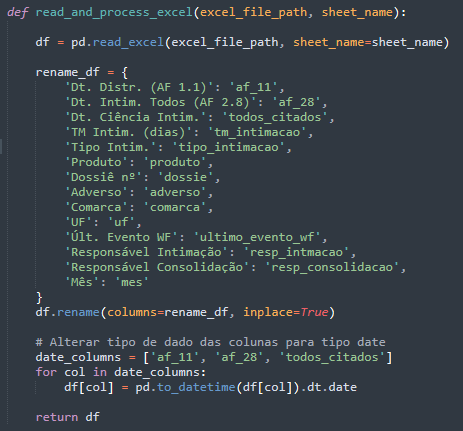 def read_and_process_excel(excel_file_path, sheet_name):
df = pd.read_excel(excel_file_path, sheet_name=sheet_name)
rename_df = {
'Dt. Distr. (AF 1.1)': 'af_11',
'Dt. Intim. Todos (AF 2.8)': 'af_28',
'Dt. Ciência Intim.': 'todos_citados',
'TM Intim. (dias)': 'tm_intimacao',
'Tipo Intim.': 'tipo_intimacao',
'Produto': 'produto',
'Dossiê nº': 'dossie',
'Adverso': 'adverso',
'Comarca': 'comarca',
'UF': 'uf',
'Últ. Evento WF': 'ultimo_evento_wf',
'Responsável Intimação': 'resp_intmacao',
'Responsável Consolidação': 'resp_consolidacao',
'Mês': 'mes'
}
df.rename(columns=rename_df, inplace=True)
# Alterar tipo de dado das colunas para tipo date
date_columns = ['af_11', 'af_28', 'todos_citados']
for col in date_columns:
df[col] = pd.to_datetime(df[col]).dt.date
return df